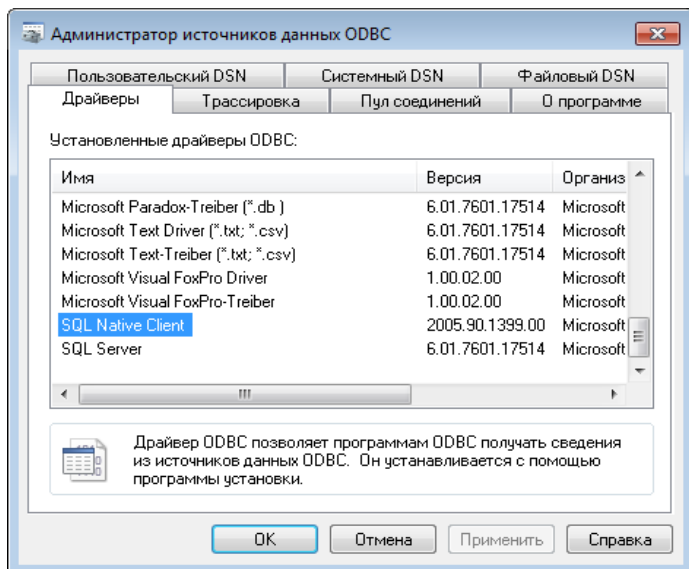 Администратор источников данных ODBC
Пользовательский DSN Системный DSN Файловый DSN
Драйверы Трассировка Пул соединений О программе
Установленные драйверы ODBC:
Имя Версия Организ
Microsoft Paradox-Treiber (*.db ) 6.01.7601.17514 Microsoft
Microsoft Text Driver (*.txt; *.csv) 6.01.7601.17514 Microsoft
Microsoft Text-Treiber (*.txt; *.csv) 6.01.7601.17514 Microsoft
Microsoft Visual FoxPro Driver 1.00.02.00 Microsoft
Microsoft Visual FoxPro-Treiber 1.00.02.00 Microsoft
SQL Native Client 2005.90.1399.00 Microsoft
SQL Server 6.01.7601.17514 Microsoft
Драйвер ODBC позволяет программам ODBC получать сведения
из источников данных ODBC. Он устанавливается с помощью
программы установки.
OK Отмена Применить Справка